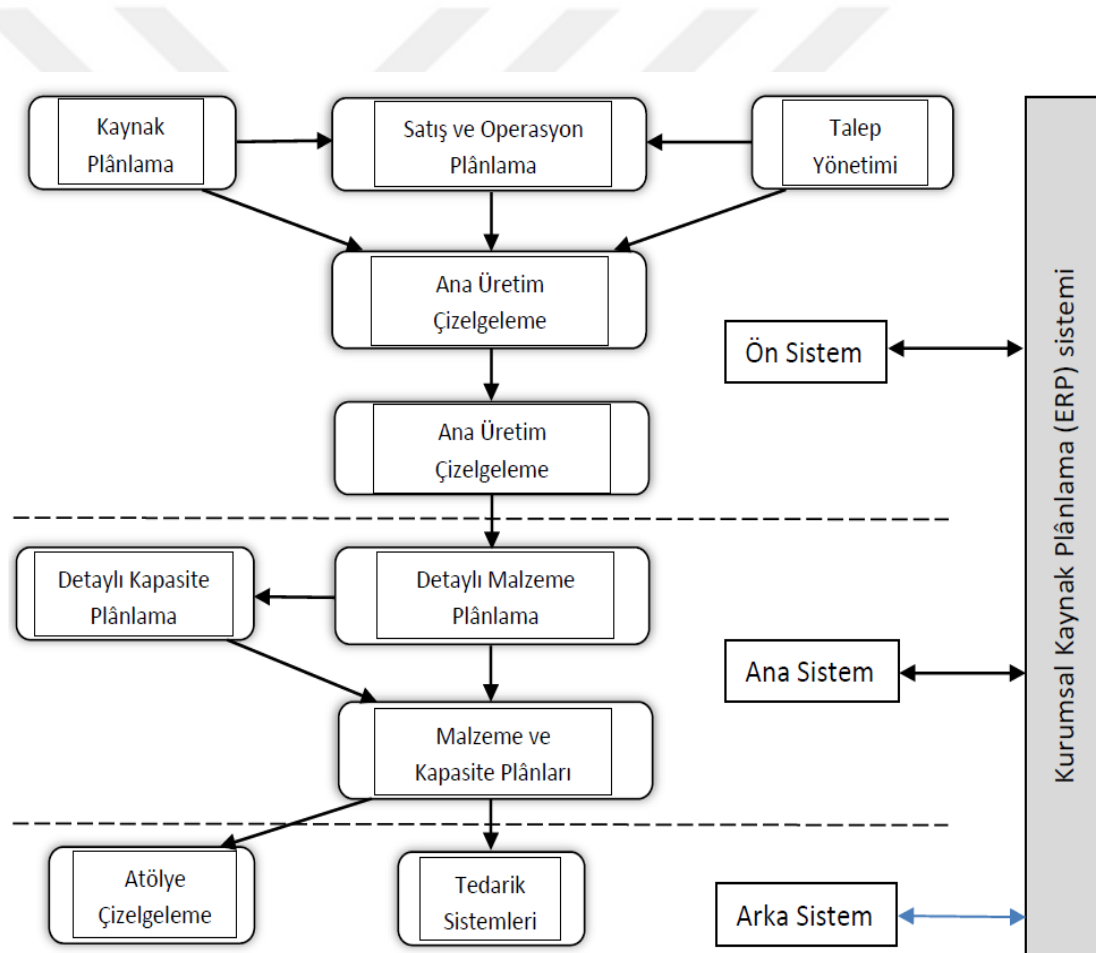 Kaynak
Plânlama
Satış ve Operasyon
Plânlama
Talep
Yönetimi
Ana Üretim
Çizelgeleme
Ön Sistem
Ana Üretim
Çizelgeleme
Detaylı Kapasite
Plânlama
Detaylı Malzeme
Plânlama
Ana Sistem
Malzeme ve
Kapasite Plânları
Atölye
Çizelgeleme
Tedarik
Sistemleri
Arka Sistem
Kurumsal Kaynak Plânlama (ERP) sistemi